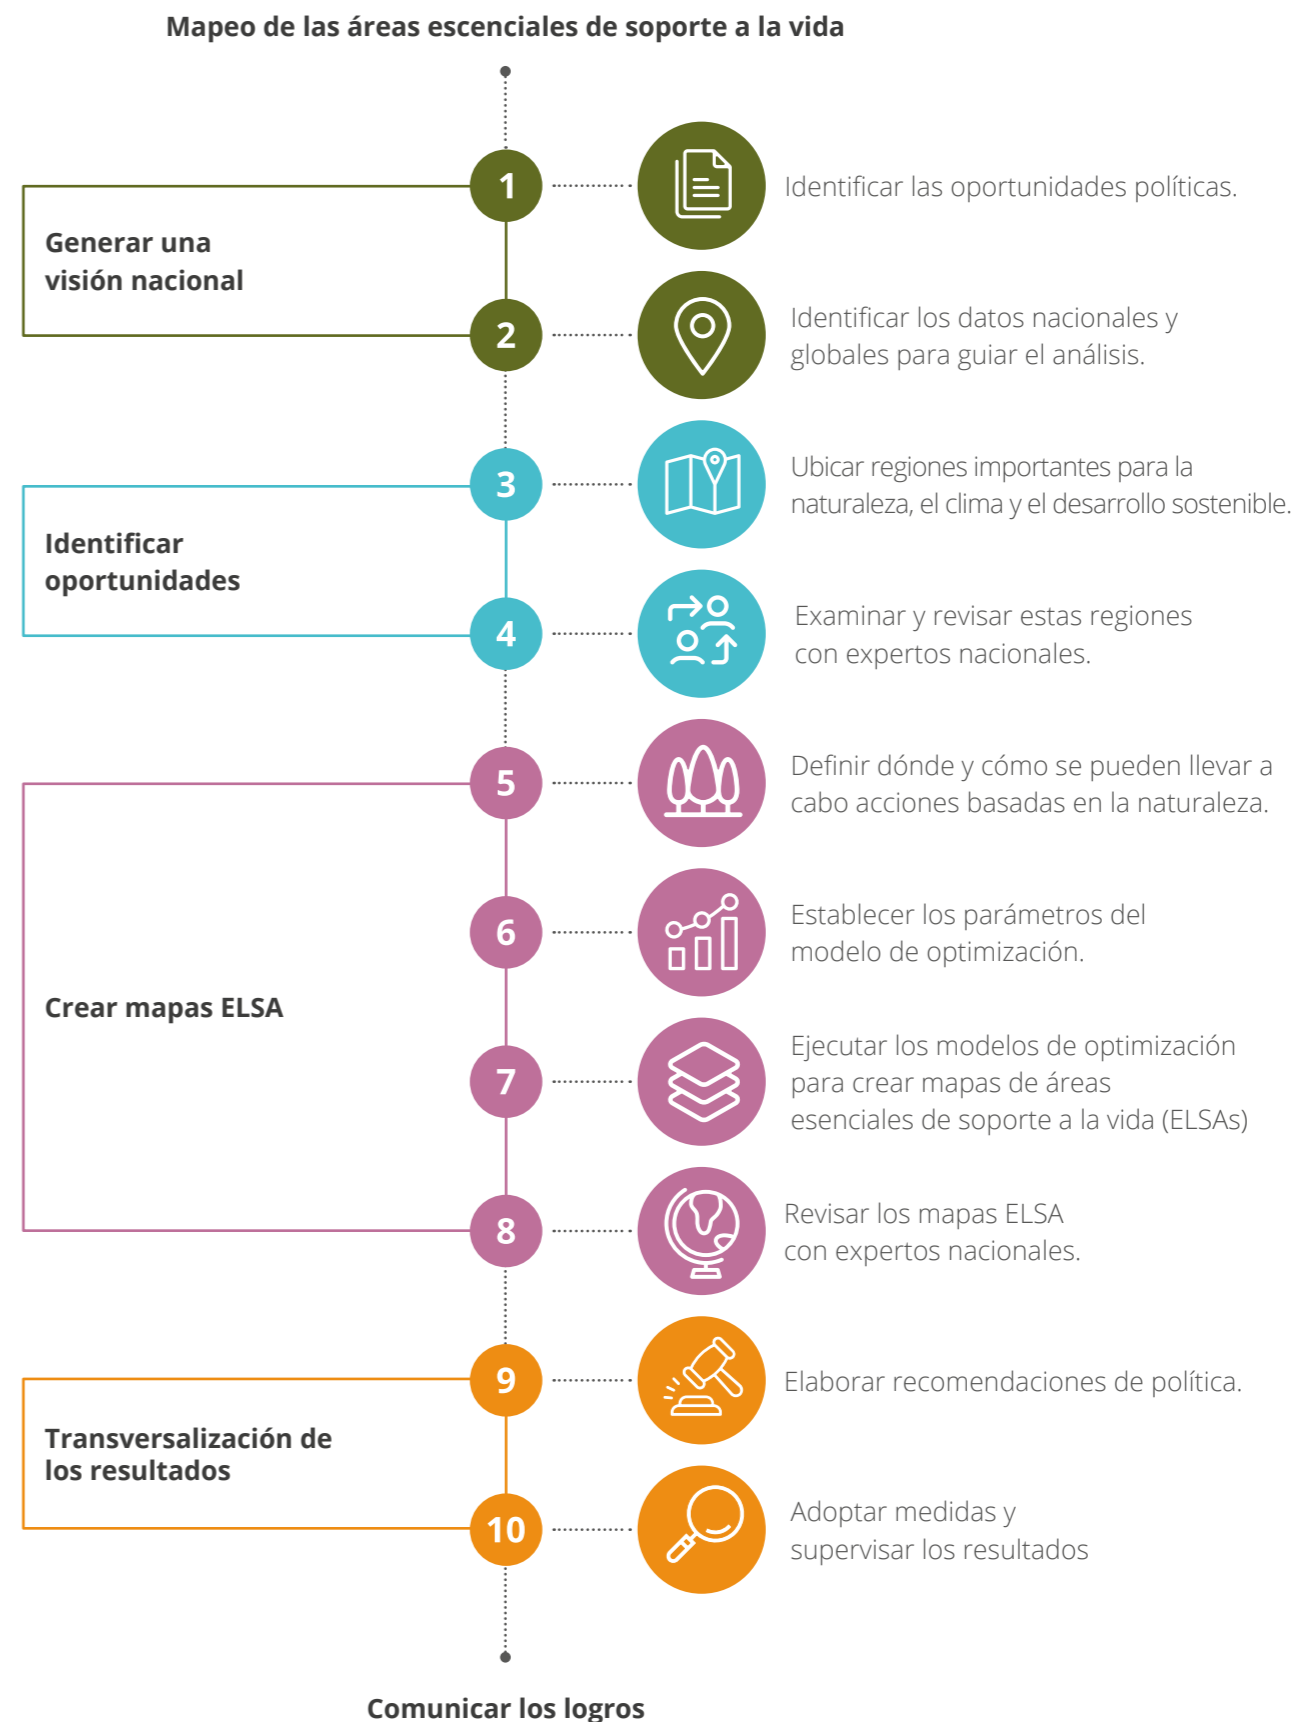 Mapeo de las áreas escenciales de soporte a la vida
Generar una
visión nacional
1
Identificar las oportunidades políticas.
2
Identificar los datos nacionales y
globales para guiar el análisis.
Identificar
oportunidades
3
Ubicar regiones importantes para la
naturaleza, el clima y el desarrollo sostenible.
4
Examinar y revisar estas regiones
con expertos nacionales.
Crear mapas ELSA
5
Definir dónde y cómo se pueden llevar a
cabo acciones basadas en la naturaleza.
6
Establecer los parámetros del
modelo de optimización.
7
Ejecutar los modelos de optimización
para crear mapas de áreas
esenciales de soporte a la vida (ELSAs)
8
Revisar los mapas ELSA
con expertos nacionales.
Transversalización de
los resultados
9
Elaborar recomendaciones de política.
10
Adoptar medidas y
supervisar los resultados
Comunicar los logros